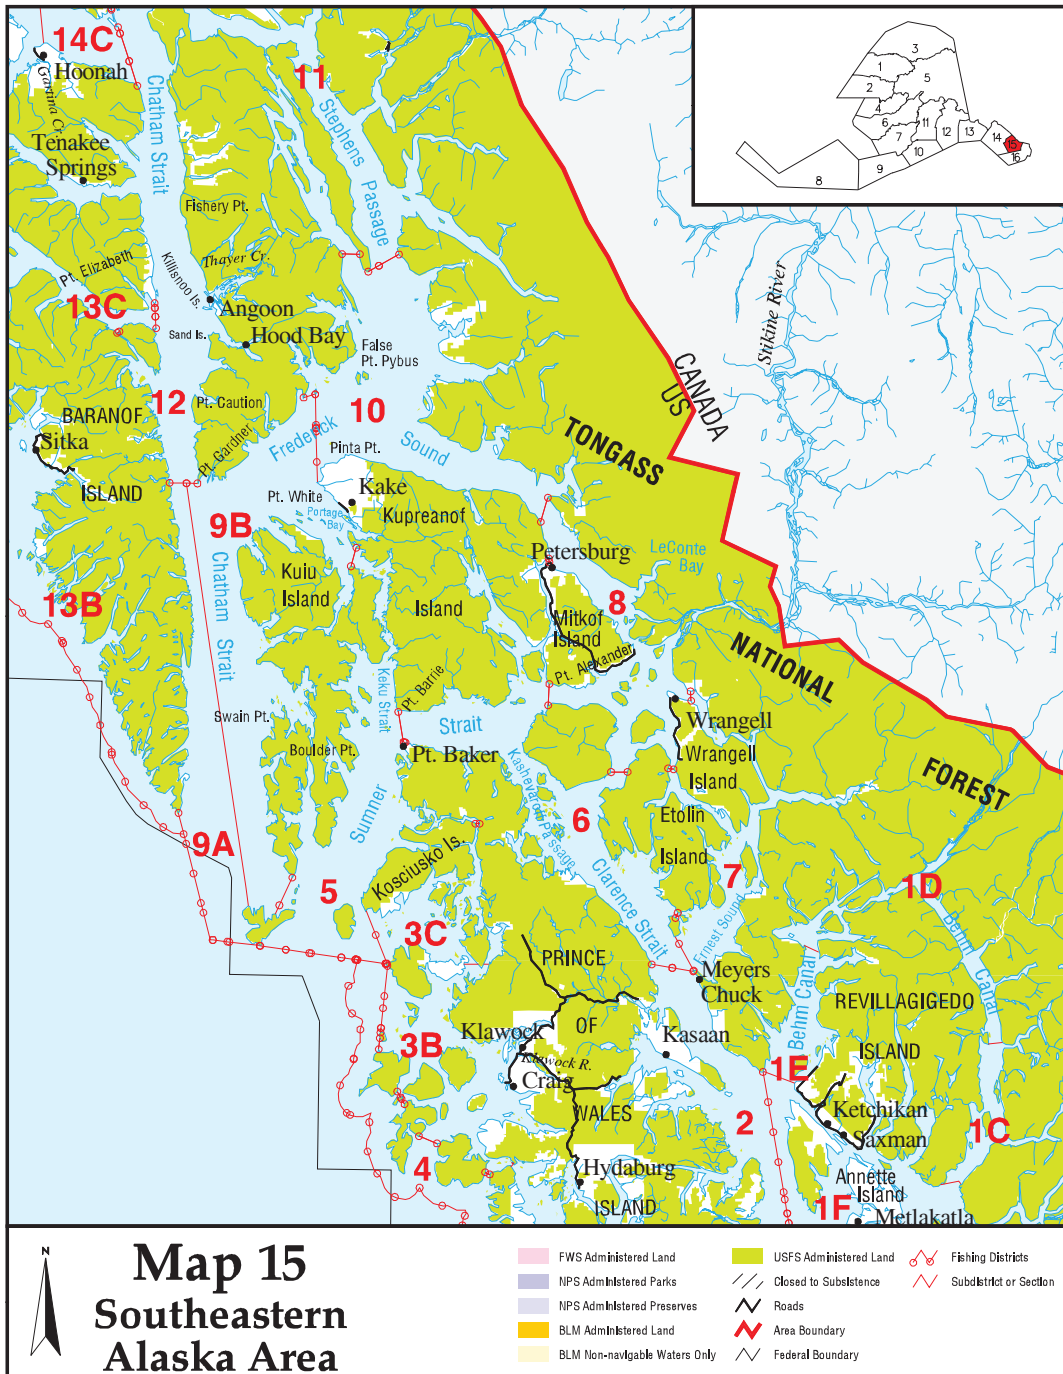 14C
Hoonah
Gartina Cr.
Tenakee
Springs
Chatham Strait
11
Stephens Passage
Fishery Pt.
Thayer Cr.
Pt. Elizabeth
Killisnoo Is.
13C
Angoon
Sand Is.
Hood Bay
False
Pt. Pybus
12
Pt. Caution
10
BARANOF
Sitka
ISLAND
Pt. Gardner
Frederick Sound
Pinta Pt.
Pt. White
Kake
Portage
Bay
Kupreanof
Island
9B
Kuiu
Island
13B
Chatham Strait
Swain Pt.
Boulder Pt.
Keku Strait
Pt. Barrie
Petersburg
LeConte
Bay
8
Mitkof
Island
Pt. Alexander
Sumner Strait
Pt. Baker
Wrangell
Wrangell
Island
Kashevarof Passage
6
Etolin
Island
Clarence Strait
7
Ernest Sound
9A
5
Kosciusko Is.
3C
PRINCE
OF
WALES
ISLAND
Meyers
Chuck
1D
Behm Canal
Behm Canal
REVILLAGIGEDO
ISLAND
Klawock
Klawock R.
Craig
Kasaan
3B
1E
Ketchikan
Saxman
2
1C
4
Hydaburg
Annette
Island
1F
Metlakatla
CANADA
US
Stikine River
TONGASS
NATIONAL
FOREST
1
2
3
4
5
6
7
8
9
10
11
12
13
14
15
16
N
Map 15
Southeastern
Alaska Area
FWS Administered Land
NPS Administered Parks
NPS Administered Preserves
BLM Administered Land
BLM Non-navigable Waters Only
USFS Administered Land
Closed to Subsistence
Roads
Area Boundary
Federal Boundary
Fishing Districts
Subdistrict or Section